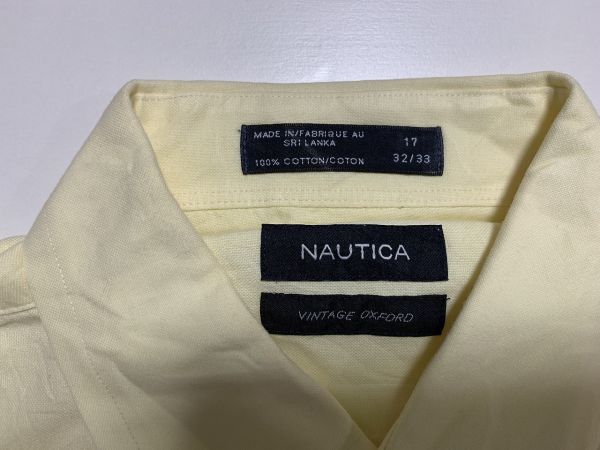 MADE IN/FABRIQUE AU
SRI LANKA
17
100% COTTON/COTON
32/33
NAUTICA
VINTAGE OXFORD